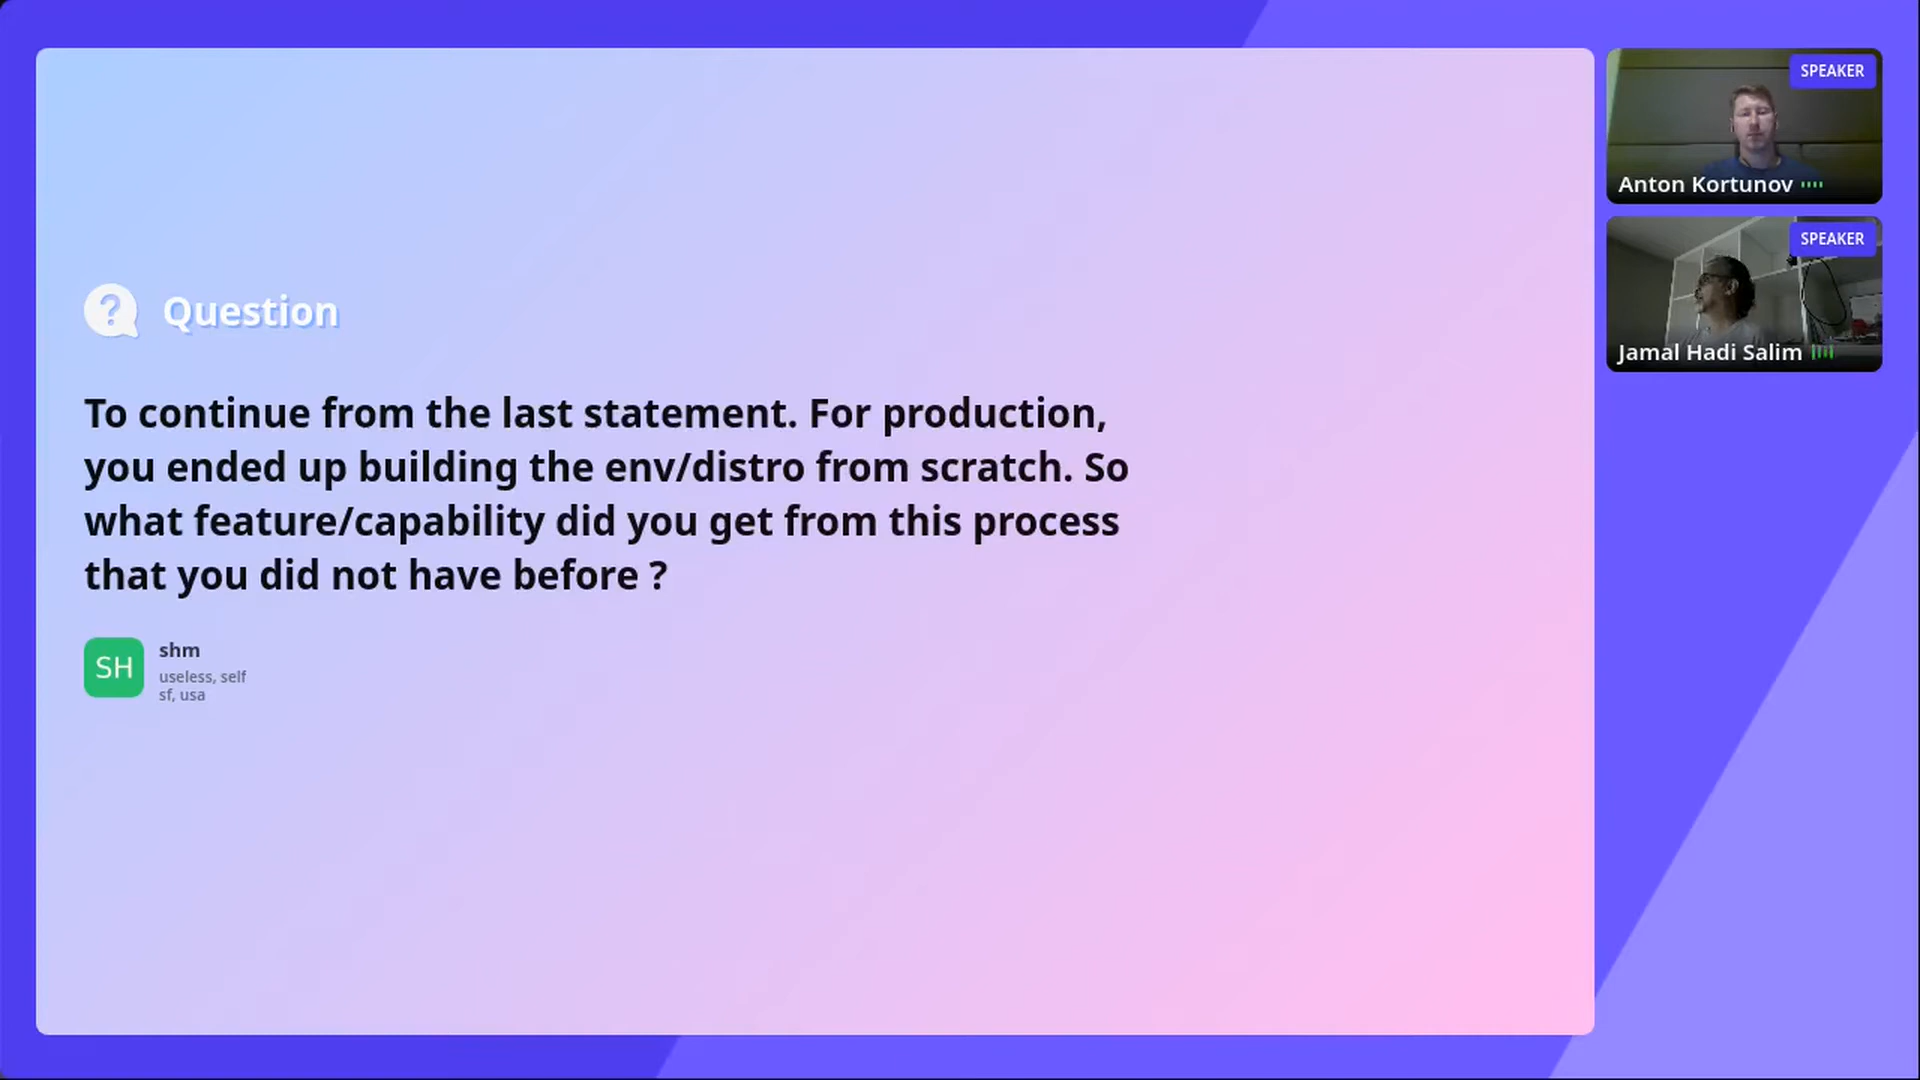 Question
To continue from the last statement. For production,
you ended up building the env/distro from scratch. So
what feature/capability did you get from this process
that you did not have before ?
SH
shm
useless, self
sf, usa
SPEAKER
Anton Kortunov
SPEAKER
Jamal Hadi Salim